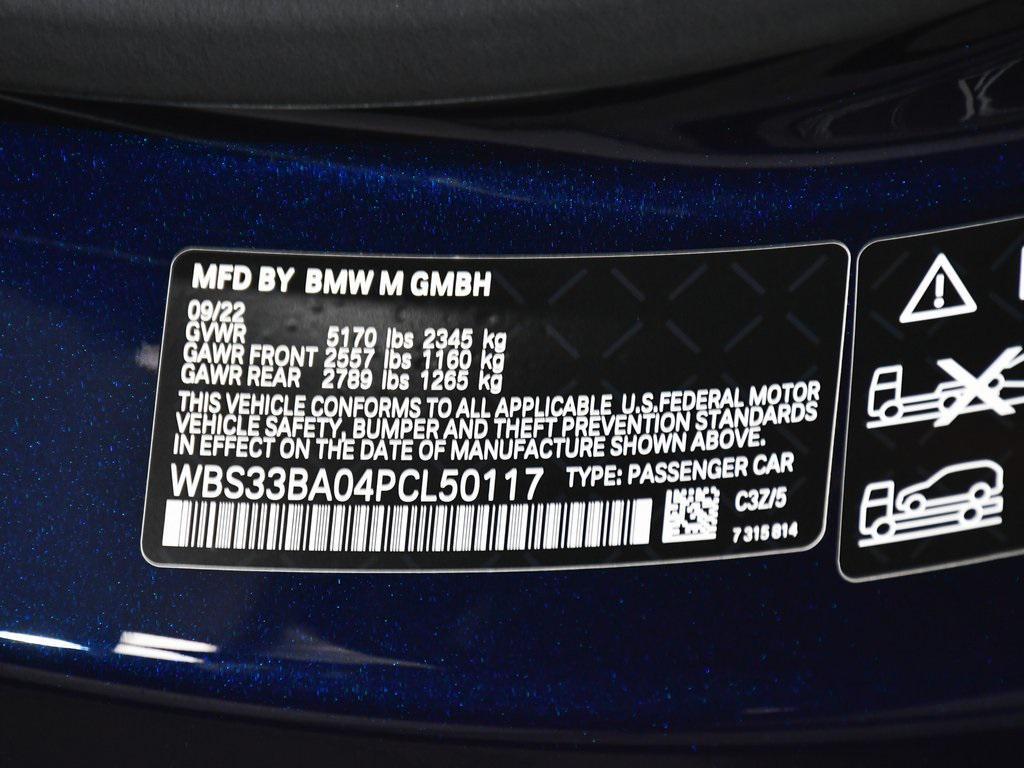 MFD BY BMW M GMBH
09/22
GVWR 5170 lbs 2345 kg
GAWR FRONT 2557 lbs 1160 kg
GAWR REAR 2789 lbs 1265 kg
THIS VEHICLE CONFORMS TO ALL APPLICABLE U.S.FEDERAL MOTOR
VEHICLE SAFETY, BUMPER AND THEFT PREVENTION STANDARDS
IN EFFECT ON THE DATE OF MANUFACTURE SHOWN ABOVE.
WBS33BA04PCL50117 TYPE: PASSENGER CAR
C3Z/5
7 315 814